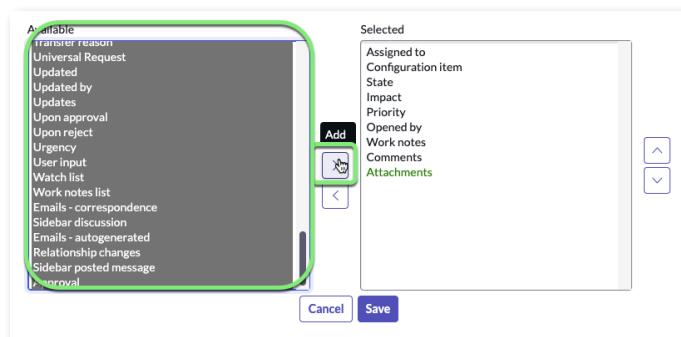 Available
Transfer reason
Universal Request
Updated
Updated by
Updates
Upon approval
Upon reject
Urgency
User input
Watch list
Work notes list
Emails - correspondence
Sidebar discussion
Emails - autogenerated
Relationship changes
Sidebar posted message
Approval
Add
Selected
Assigned to
Configuration item
State
Impact
Priority
Opened by
Work notes
Comments
Attachments
Cancel
Save